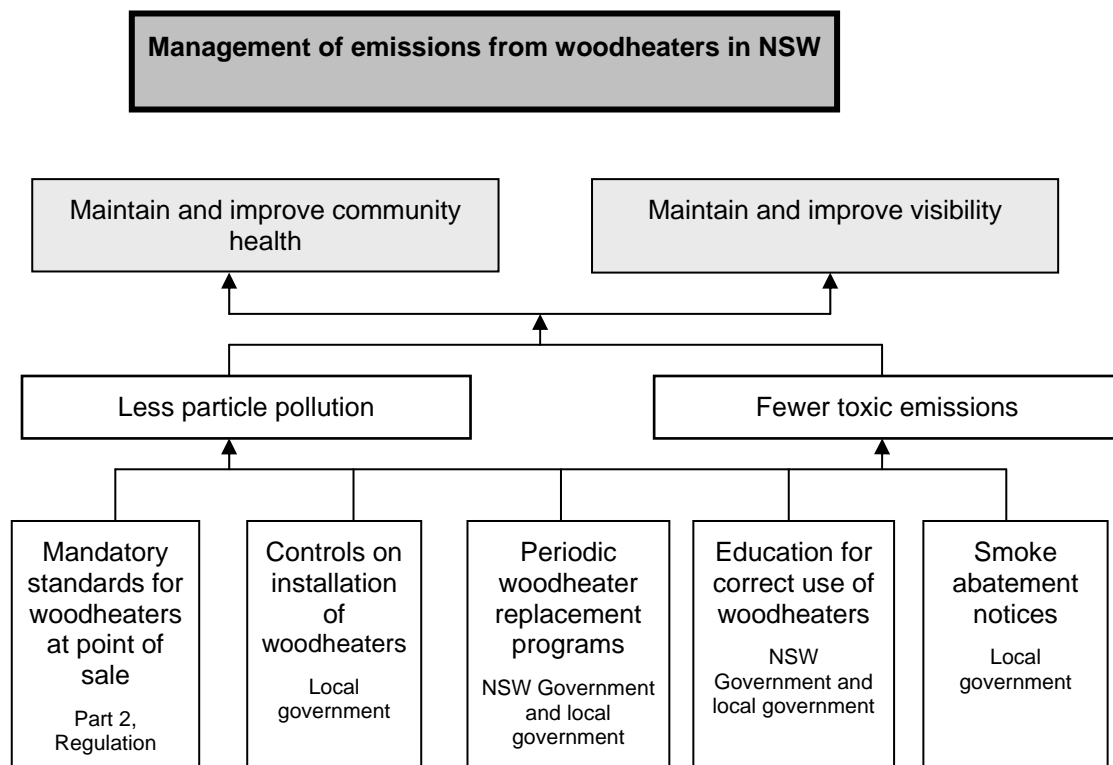 Management of emissions from woodheaters in NSW
Maintain and improve community
health
Maintain and improve visibility
Less particle pollution
Fewer toxic emissions
Mandatory
standards for
woodheaters
at point of
sale
Part 2,
Regulation
Controls on
installation
of
woodheaters
Local
government
Periodic
woodheater
replacement
programs
NSW Government
and local
government
Education for
correct use of
woodheaters
NSW
Government and
local government
Smoke
abatement
notices
Local
government